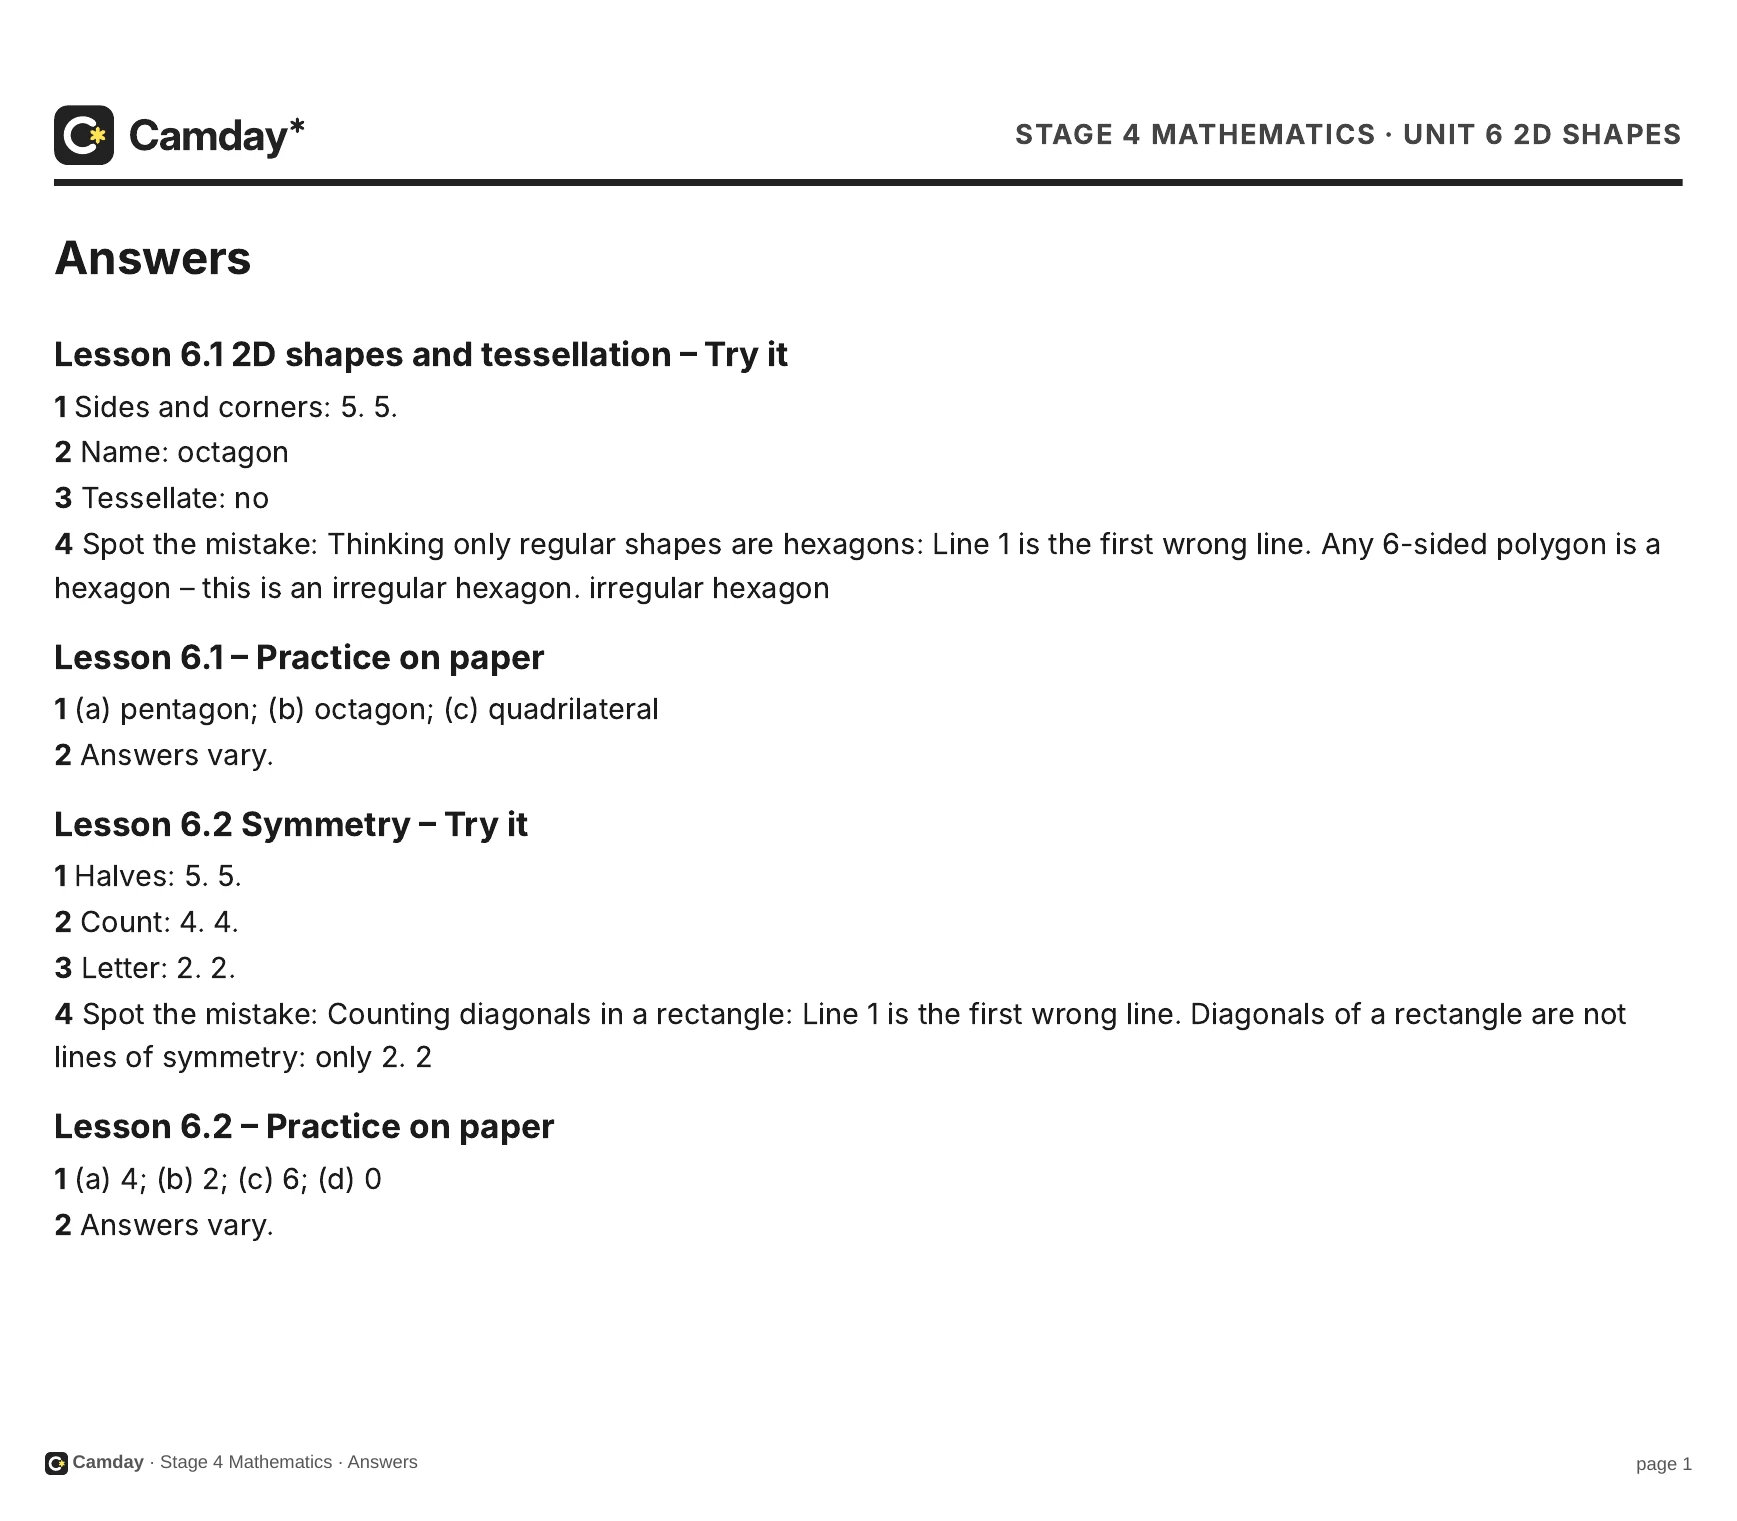 Camday*
STAGE 4 MATHEMATICS · UNIT 6 2D SHAPES
Answers
Lesson 6.1 2D shapes and tessellation – Try it
1 Sides and corners: 5. 5.
2 Name: octagon
3 Tessellate: no
4 Spot the mistake: Thinking only regular shapes are hexagons: Line 1 is the first wrong line. Any 6-sided polygon is a
hexagon – this is an irregular hexagon. irregular hexagon
Lesson 6.1 – Practice on paper
1 (a) pentagon; (b) octagon; (c) quadrilateral
2 Answers vary.
Lesson 6.2 Symmetry – Try it
1 Halves: 5. 5.
2 Count: 4. 4.
3 Letter: 2. 2.
4 Spot the mistake: Counting diagonals in a rectangle: Line 1 is the first wrong line. Diagonals of a rectangle are not
lines of symmetry: only 2. 2
Lesson 6.2 – Practice on paper
1 (a) 4; (b) 2; (c) 6; (d) 0
2 Answers vary.
Camday · Stage 4 Mathematics · Answers
page 1